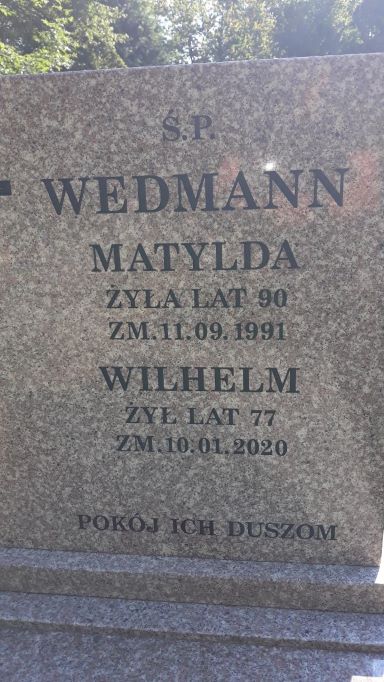 Ś.P.
WEDMANN
MATYLDA
ŻYŁA LAT 90
ZM.11.09.1991
WILHELM
ŻYŁ LAT 77
ZM.10.01.2020
POKÓJ ICH DUSZOM